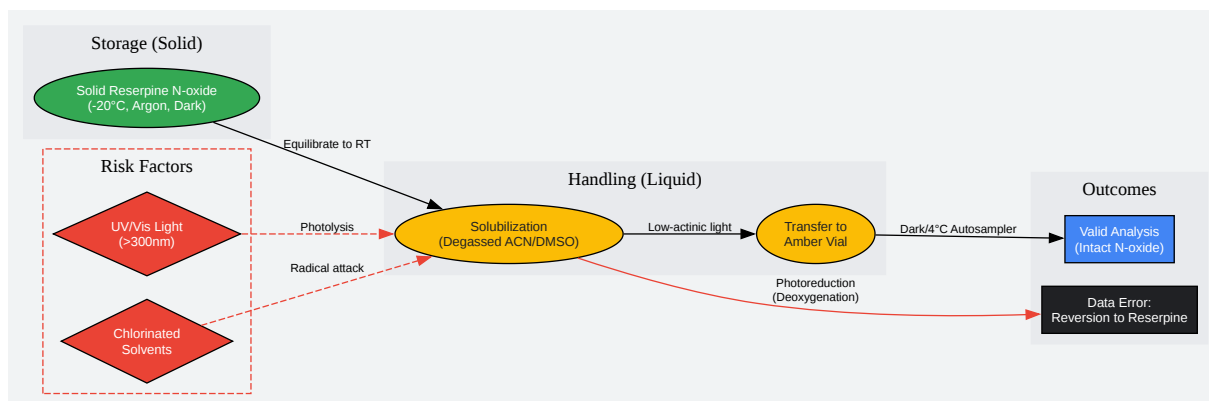 Storage (Solid)
Solid Reserpine N-oxide
(-20°C, Argon, Dark)
Equilibrate to RT
Risk Factors
UV/Vis Light
(>300nm)
Photolysis
Radical attack
Chlorinated
Solvents
Handling (Liquid)
Solubilization
(Degassed ACN/DMSO)
Low-actinic light
Transfer to
Amber Vial
Dark/4°C Autosampler
Photoreduction
(Deoxygenation)
Outcomes
Valid Analysis
(Intact N-oxide)
Data Error:
Reversion to Reserpine